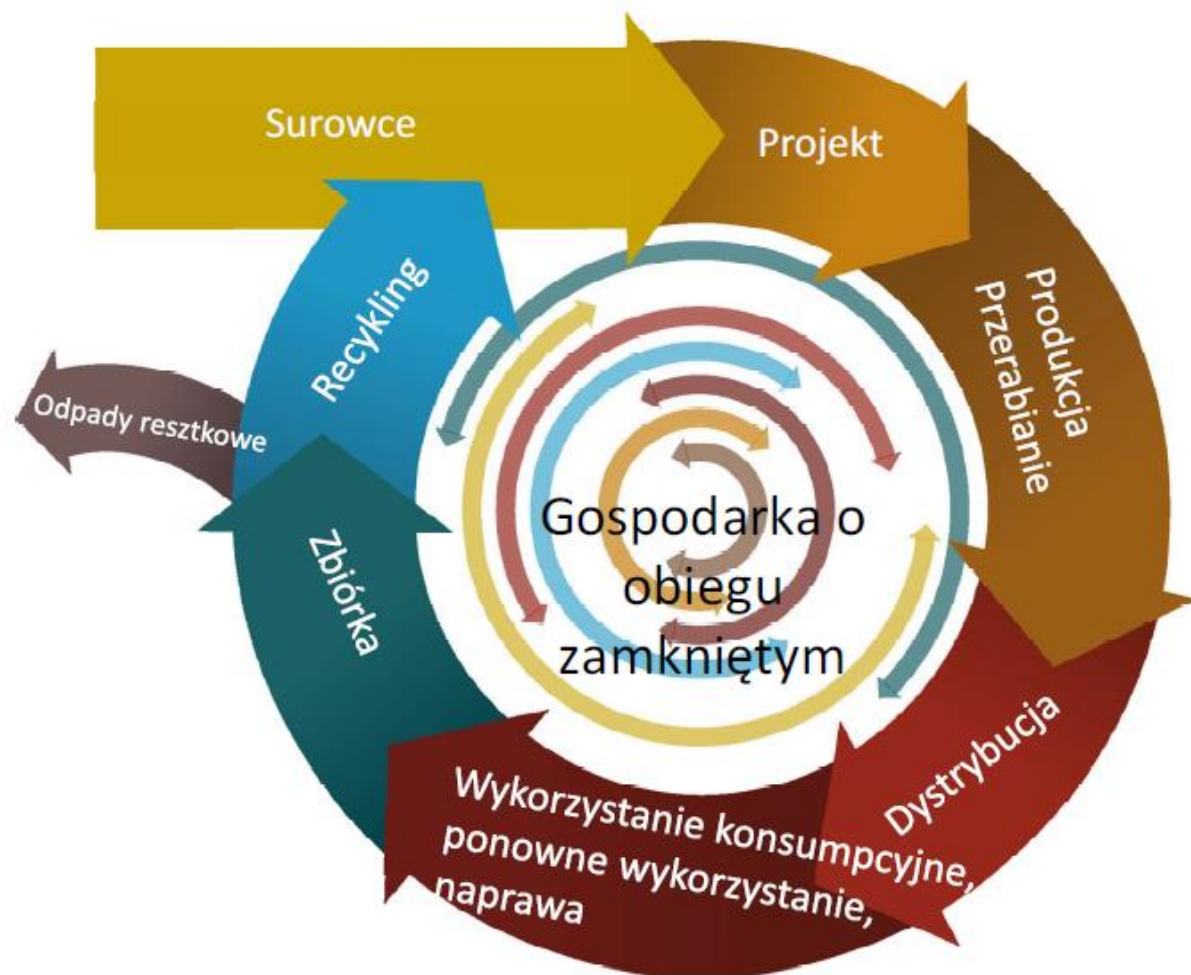 Surowce
Projekt
Produkcja
Przerabianie
Dystrybucja
Wykorzystanie konsumpcyjne,
ponowne wykorzystanie,
naprawa
Zbiórka
Recykling
Odpady resztkowe
Gospodarka o
obiegu
zamkniętym